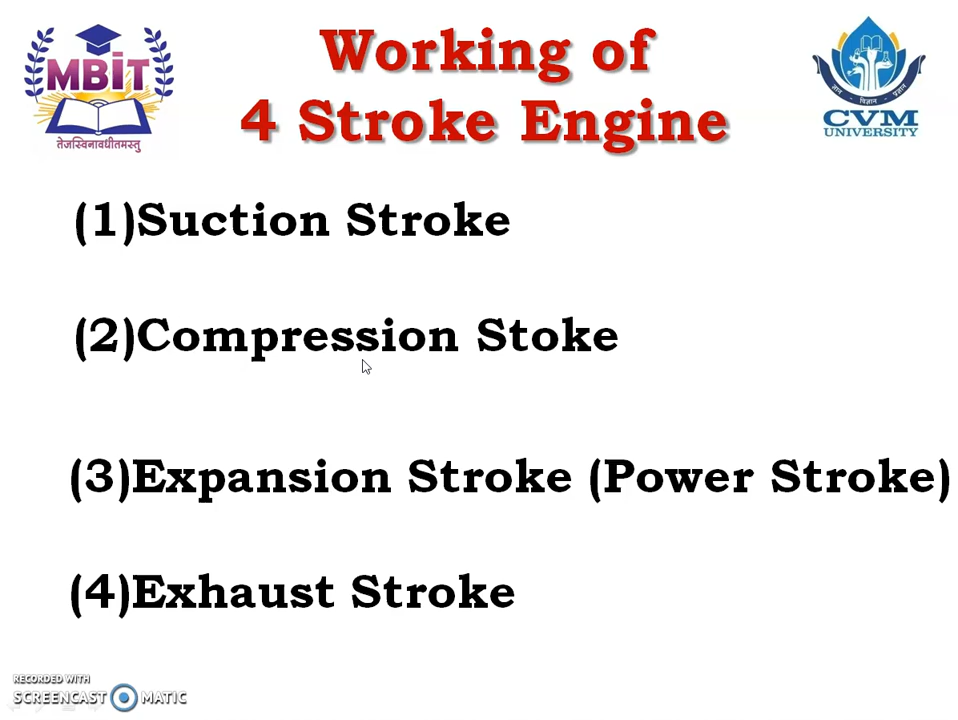 MBIT
तेजस्विनावधीतमस्तु
Working of
4 Stroke Engine
ज्ञान - विज्ञान - प्रज्ञान
CVM
UNIVERSITY
(1)Suction Stroke
(2)Compression Stoke
(3)Expansion Stroke (Power Stroke)
(4)Exhaust Stroke
RECORDED WITH
SCREENCAST MATIC